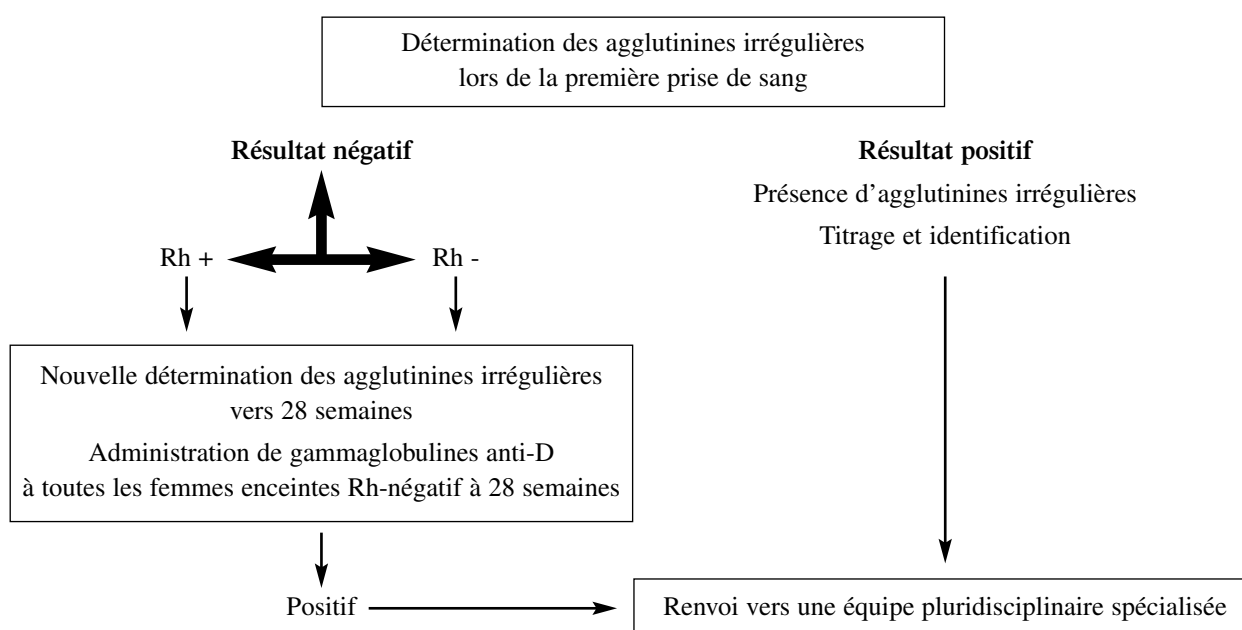 Détermination des agglutinines irrégulières
lors de la première prise de sang
Résultat négatif
Résultat positif
Présence d’agglutinines irrégulières
Titrage et identification
Rh +
Rh -
Nouvelle détermination des agglutinines irrégulières
vers 28 semaines
Administration de gammaglobulines anti-D
à toutes les femmes enceintes Rh-négatif à 28 semaines
Positif
Renvoi vers une équipe pluridisciplinaire spécialisée